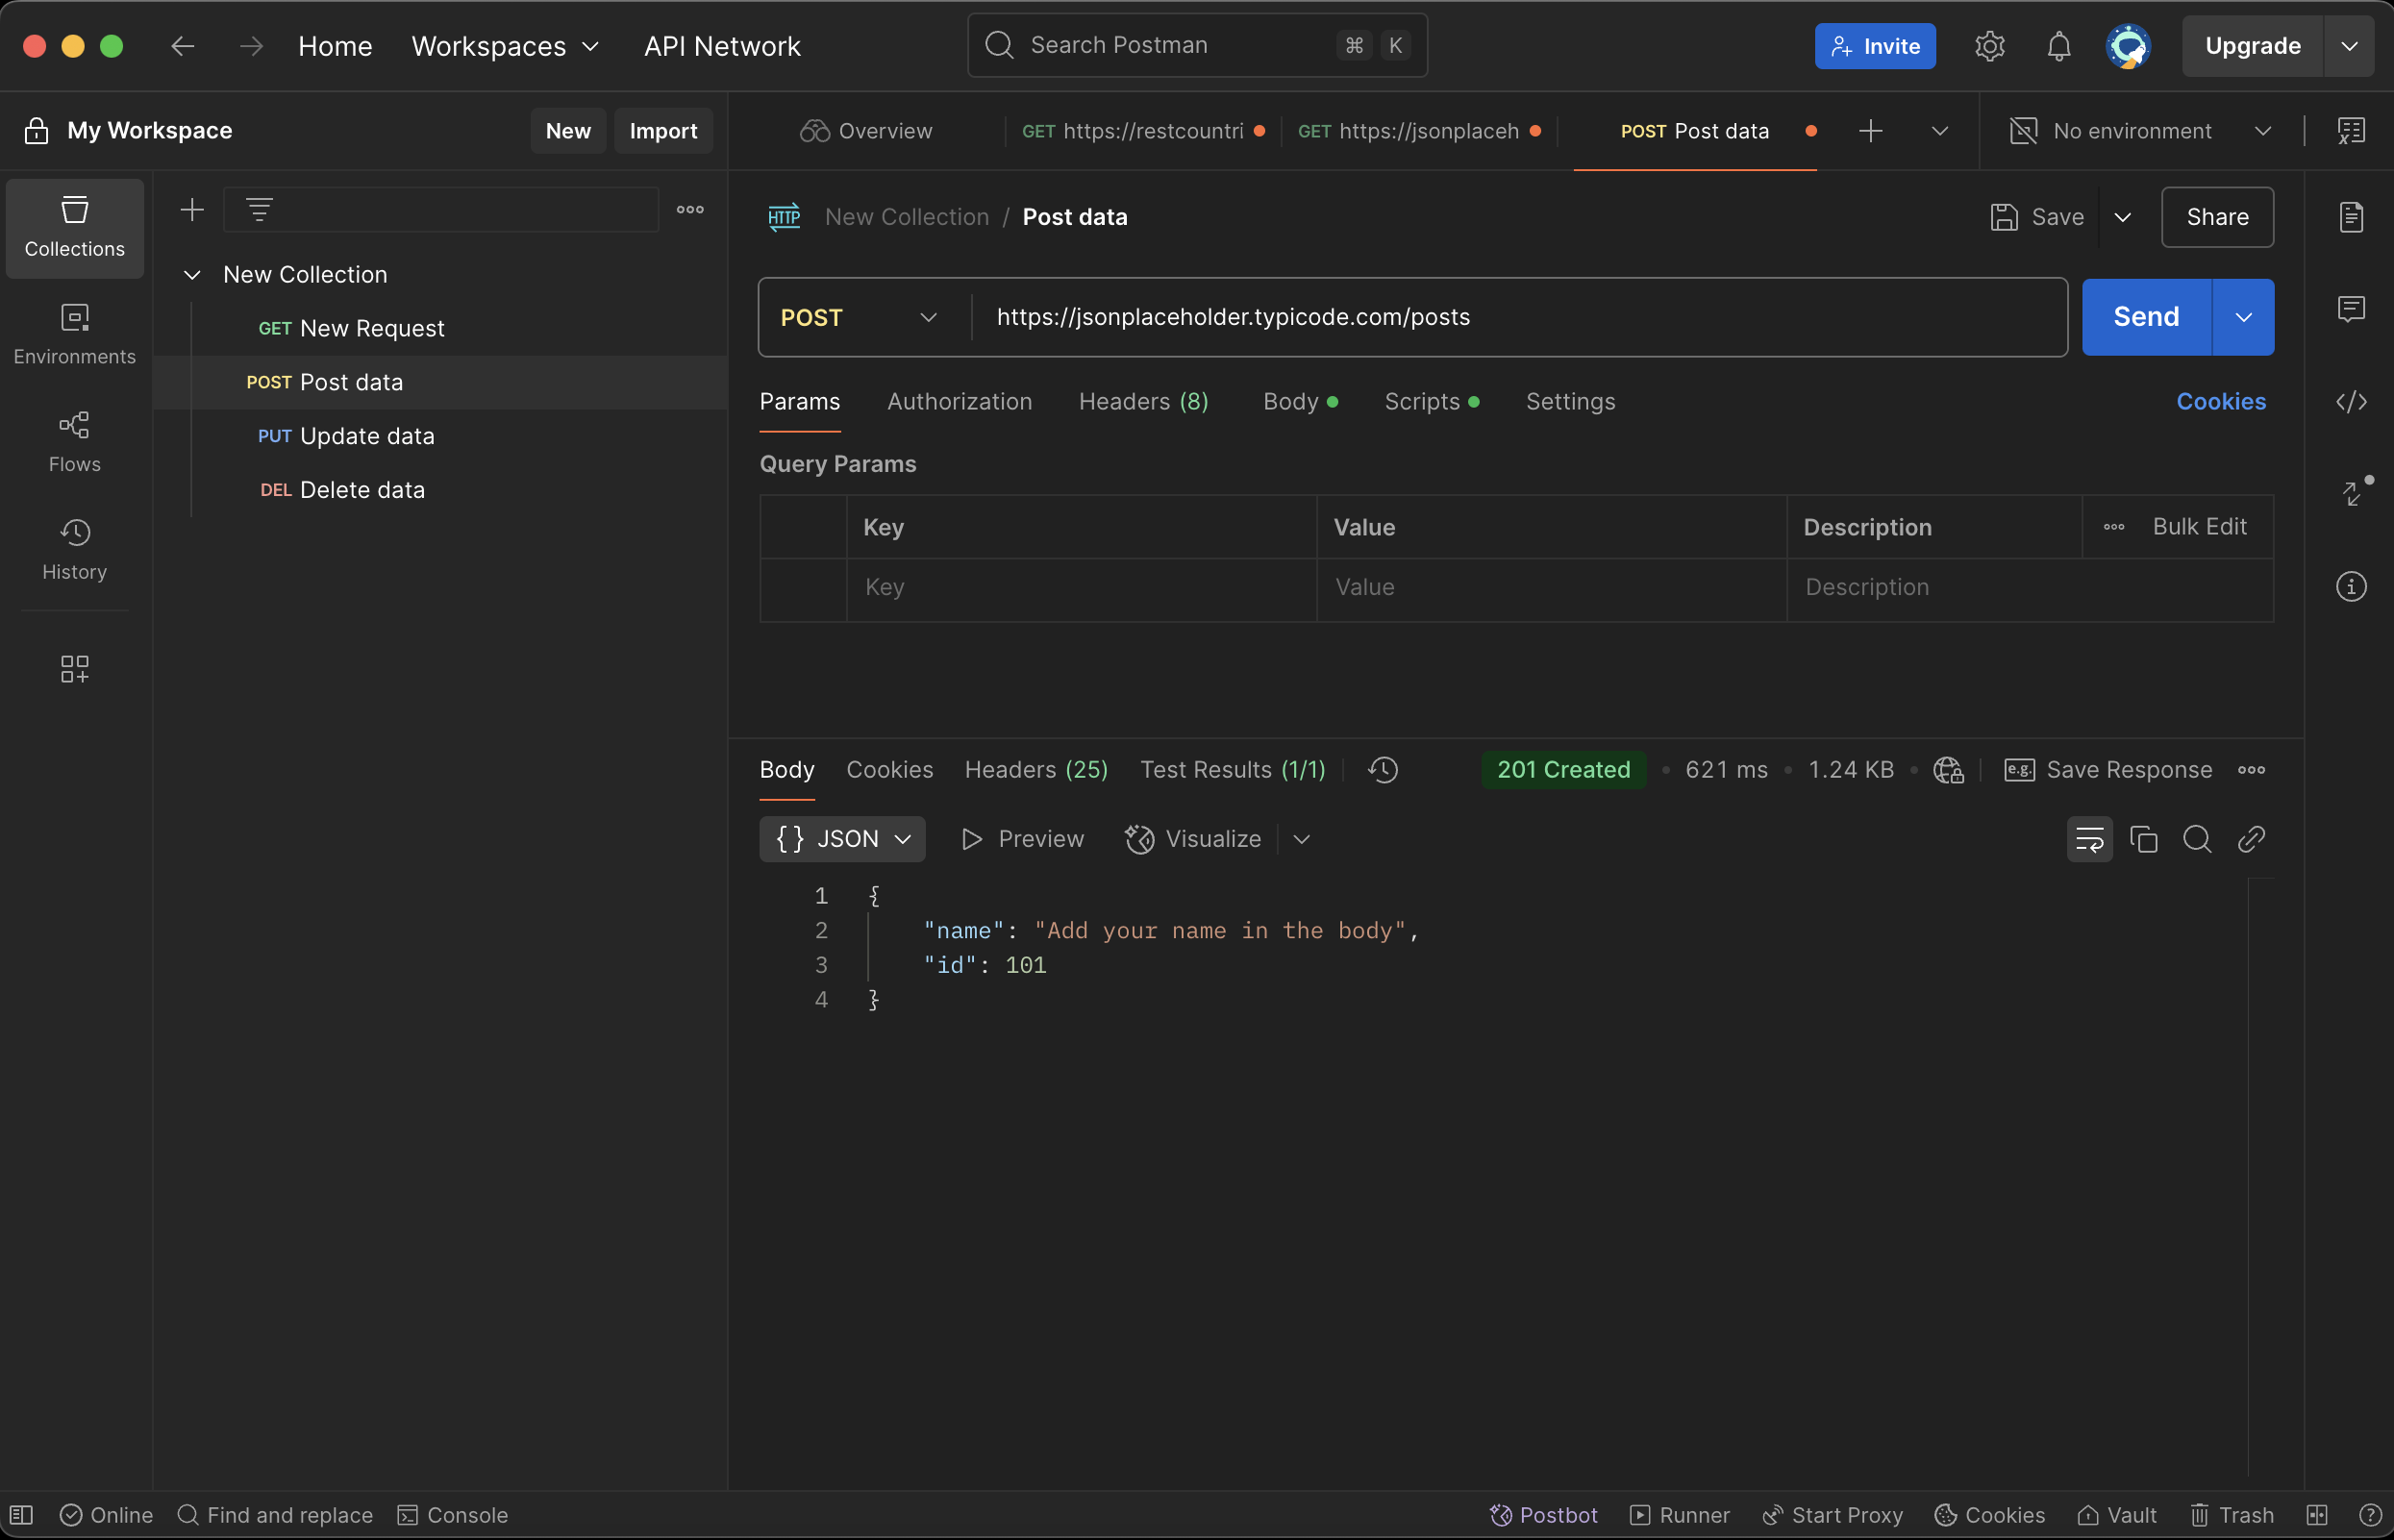 Home Workspaces API Network Search Postman ⌘ K Invite Upgrade
My Workspace New Import Overview GET https://restcountri GET https://jsonplaceh POST Post data No environment
Collections
Environments
Flows
History
New Collection
GET New Request
POST Post data
PUT Update data
DEL Delete data
HTTP New Collection / Post data Save Share
POST https://jsonplaceholder.typicode.com/posts Send
Params Authorization Headers (8) Body Scripts Settings Cookies
Query Params
Key Value Description Bulk Edit
Key Value Description
Body Cookies Headers (25) Test Results (1/1) 201 Created 621 ms 1.24 KB e.g. Save Response
{} JSON Preview Visualize
1 {
2 "name": "Add your name in the body",
3 "id": 101
4 }
Online Find and replace Console Postbot Runner Start Proxy Cookies Vault Trash